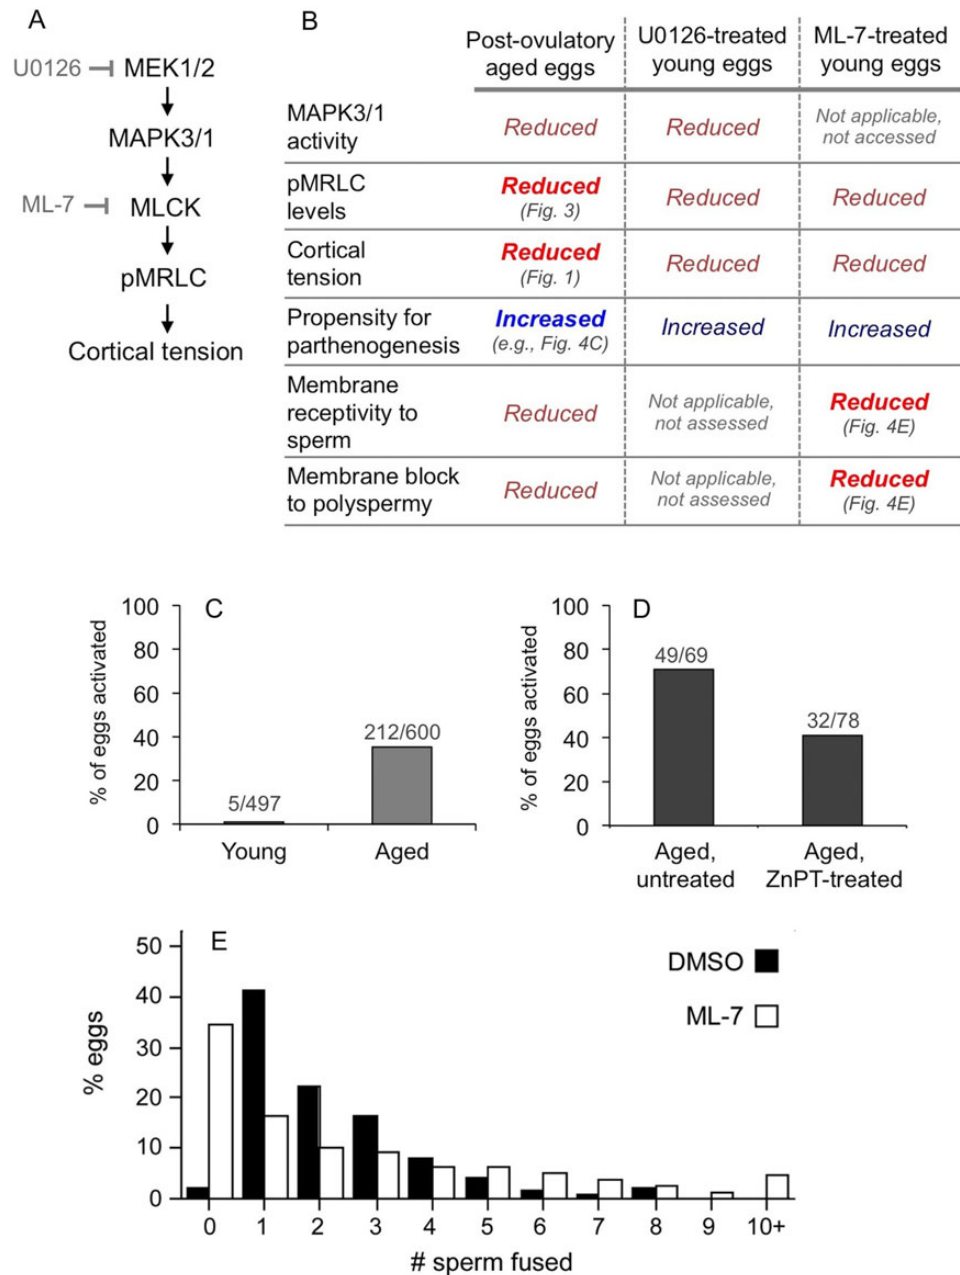 A
U0126
MEK1/2
MAPK3/1
ML-7
MLCK
pMRLC
Cortical tension
B
Post-ovulatory
aged eggs
U0126-treated
young eggs
ML-7-treated
young eggs
MAPK3/1
activity
Reduced
Reduced
Not applicable,
not accessed
pMRLC
levels
Reduced
(Fig. 3)
Reduced
Reduced
Cortical
tension
Reduced
(Fig. 1)
Reduced
Reduced
Propensity for
parthenogenesis
Increased
(e.g., Fig. 4C)
Increased
Increased
Membrane
receptivity to
sperm
Reduced
Not applicable,
not assessed
Reduced
(Fig. 4E)
Membrane block
to polyspermy
Reduced
Not applicable,
not assessed
Reduced
(Fig. 4E)
C
% of eggs activated
100
80
60
40
20
0
5/497
212/600
Young
Aged
D
% of eggs activated
100
80
60
40
20
0
49/69
32/78
Aged,
untreated
Aged,
ZnPT-treated
E
% eggs
50
40
30
20
10
0
DMSO
ML-7
0 1 2 3 4 5 6 7 8 9 10+
# sperm fused